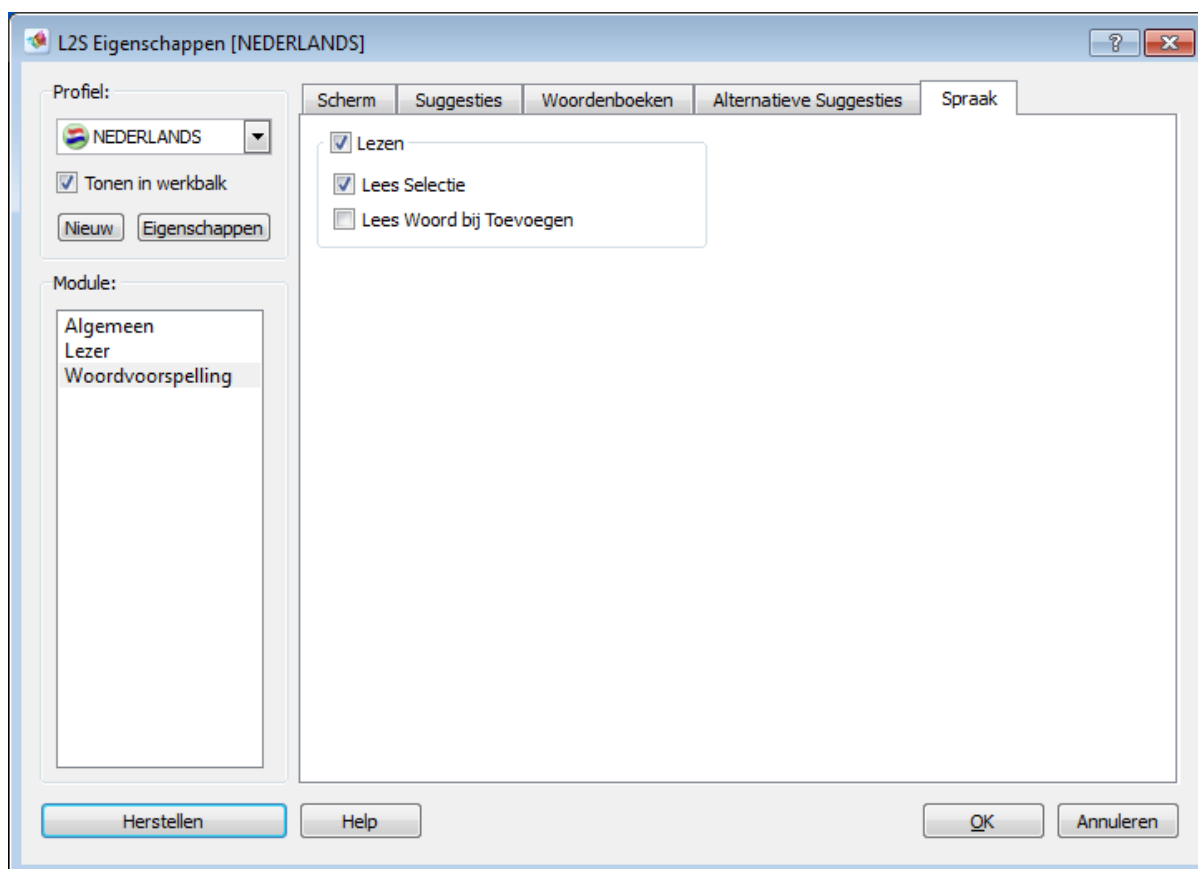 L2S Eigenschappen [NEDERLANDS]
Profiel:
NEDERLANDS
Tonen in werkbalk
Nieuw Eigenschappen
Module:
Algemeen
Lezer
Woordvoorspelling
Scherm Suggesties Woordenboeken Alternatieve Suggesties Spraak
Lezen
Lees Selectie
Lees Woord bij Toevoegen
Herstellen Help OK Annuleren